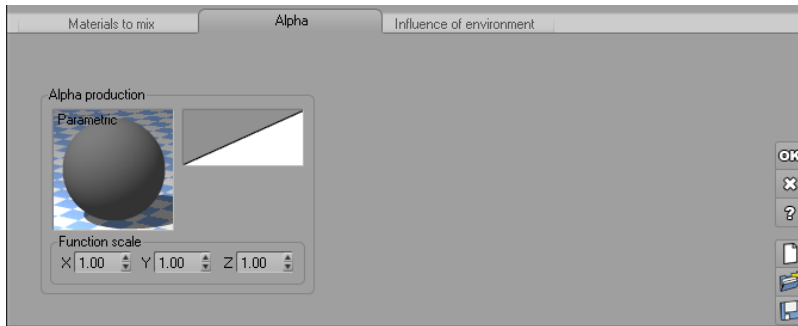 Materials to mix
Alpha
Influence of environment
Alpha production
Parametric
Function scale
X 1.00 Y 1.00 Z 1.00
OK
?